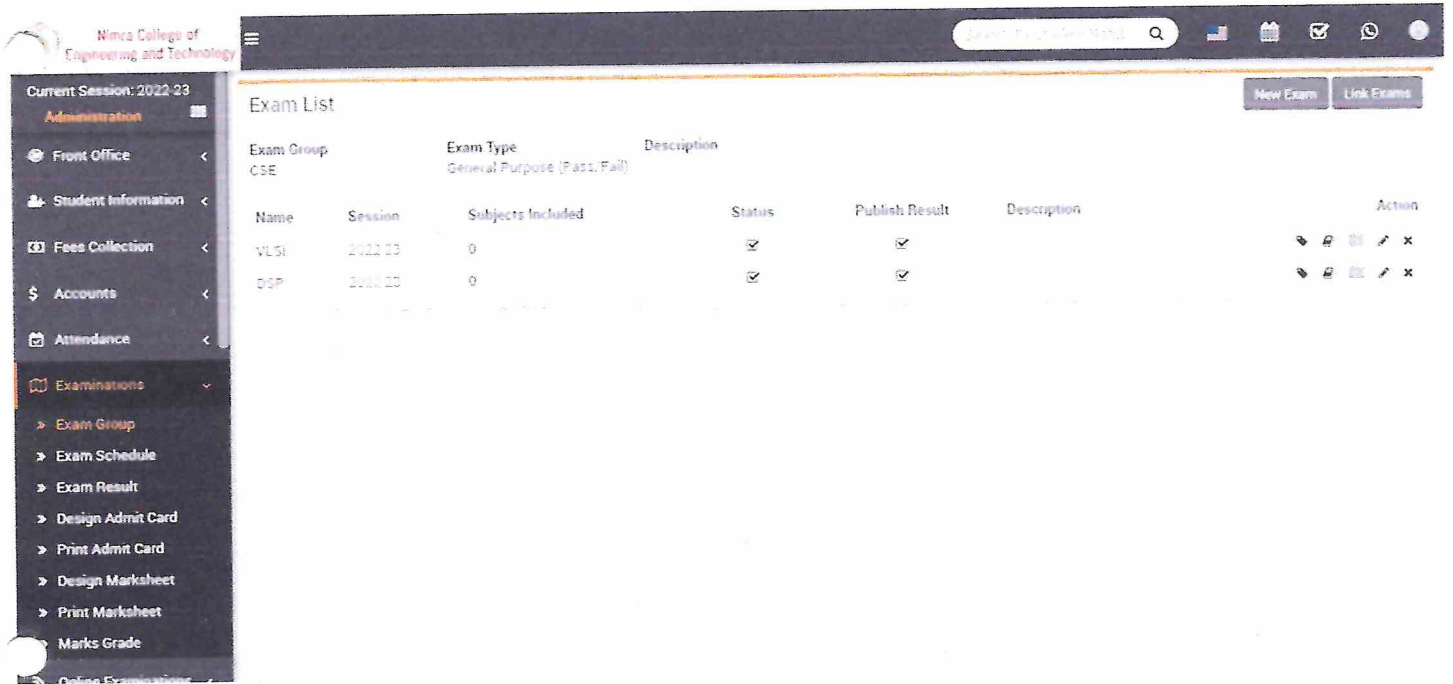 Nimra College of
Engineering and Technology
Current Session: 2022-23
Administration
Front Office
Student Information
Fees Collection
$ Accounts
Attendance
Examinations
» Exam Group
» Exam Schedule
» Exam Result
» Design Admit Card
» Print Admit Card
» Design Marksheet
» Print Marksheet
» Marks Grade
Online Examinations
Exam List
New Exam Link Exams
Exam Group Exam Type Description
CSE General Purpose (Pass/Fail)
Name Session Subjects Included Status Publish Result Description Action
VLSI 2022-23 0
DSP 2022-23 0